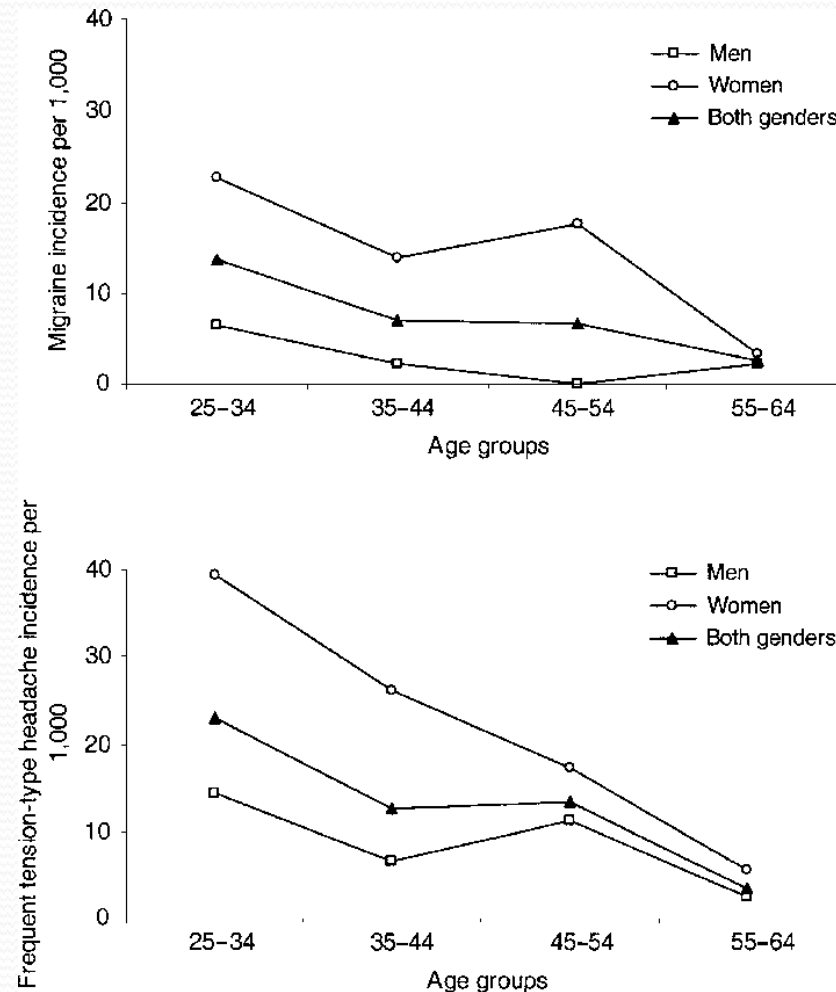 40
30
20
10
0
Migraine incidence per 1,000
Men
Women
Both genders
25–34 35–44 45–54 55–64
Age groups
40
30
20
10
0
Frequent tension-type headache incidence per
1,000
Men
Women
Both genders
25–34 35–44 45–54 55–64
Age groups